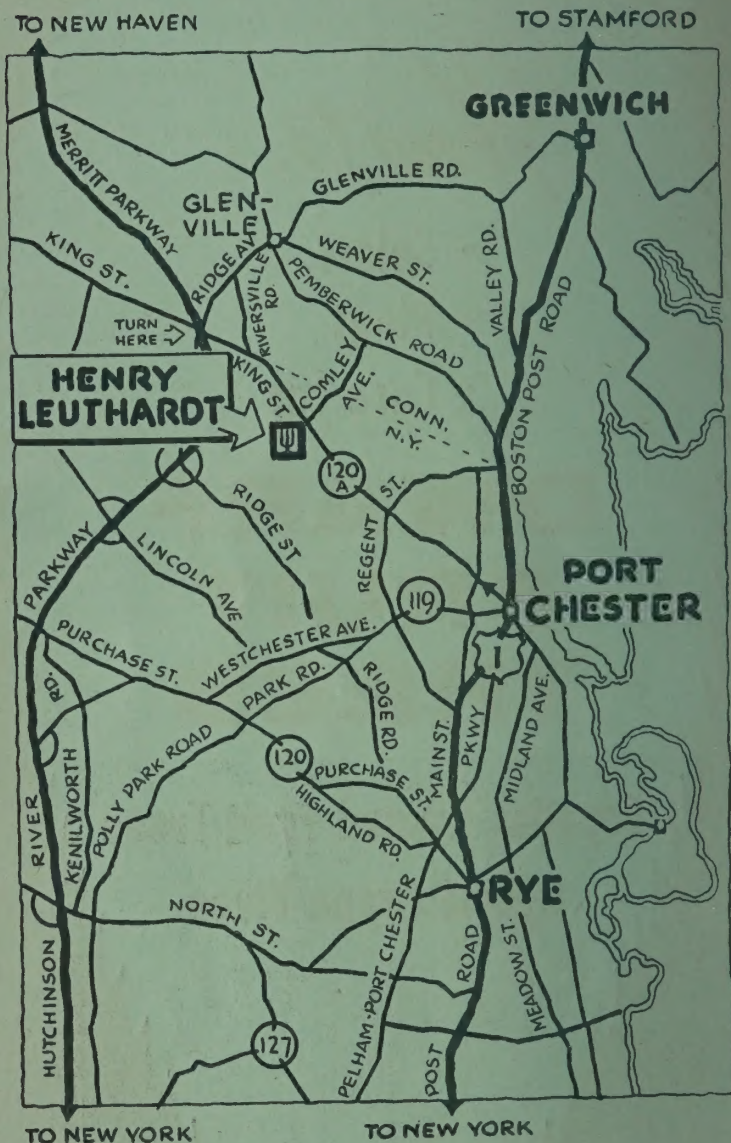 TO NEW HAVEN
TO STAMFORD
GREENWICH
MERRITT PARKWAY
GLENVILLE RD.
GLEN-
VILLE
KING ST.
RIDGE AV.
RIVERSVILLE
RD.
WEAVER ST.
PEMBERWICK ROAD
VALLEY RD.
BOSTON POST ROAD
TURN
HERE
KING ST
COMLEY
AVE.
CONN.
N.Y.
HENRY
LEUTHARDT
120
A
RIDGE ST
REGENT
ST.
LINCOLN AVE
PARKWAY
119
PORT
CHESTER
1
PURCHASE ST.
WESTCHESTER AVE.
PARK RD.
RIDGE RD.
RD.
KENILWORTH
POLLY PARK ROAD
120
PURCHASE ST.
HIGHLAND RD.
MAIN ST.
PKWY
MIDLAND AVE.
RIVER
HUTCHINSON
NORTH ST.
RYE
PELHAM-PORT CHESTER
ROAD
POST
MEADOW ST.
127
TO NEW YORK
TO NEW YORK